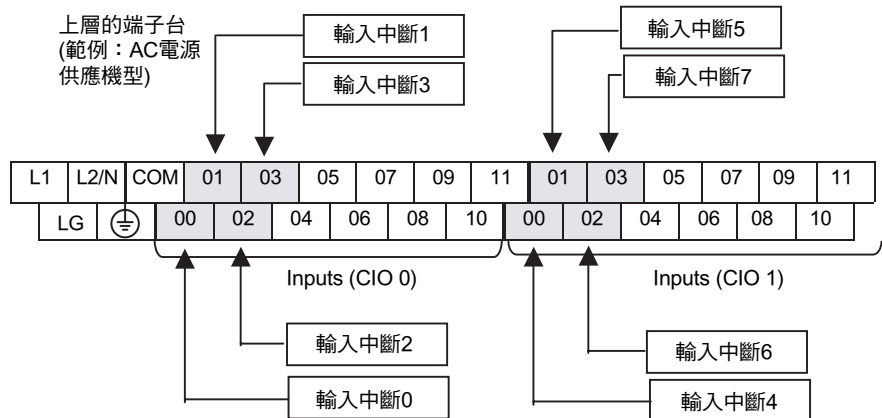 上層的端子台
(範例：AC電源
供應機型)
輸入中斷1
輸入中斷3
輸入中斷5
輸入中斷7
L1 L2/N COM 01 03 05 07 09 11 01 03 05 07 09 11
LG 00 02 04 06 08 10 00 02 04 06 08 10
Inputs (CIO 0)
Inputs (CIO 1)
輸入中斷2
輸入中斷6
輸入中斷0
輸入中斷4